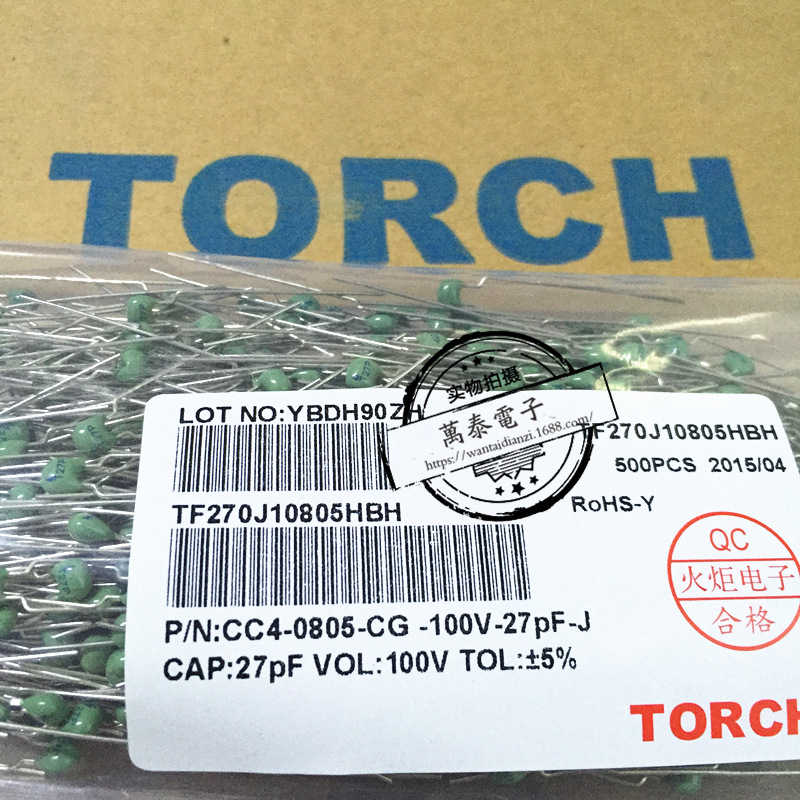 TORCH
LOT NO:YBDH90ZH
实物拍摄
萬泰電子
https://wantaidianzi.1688.com/
TF270J10805HBH
500PCS 2015/04
TF270J10805HBH
RoHS-Y
QC
火炬电子
合格
P/N:CC4-0805-CG -100V-27pF-J
CAP:27pF VOL:100V TOL:±5%
TORCH